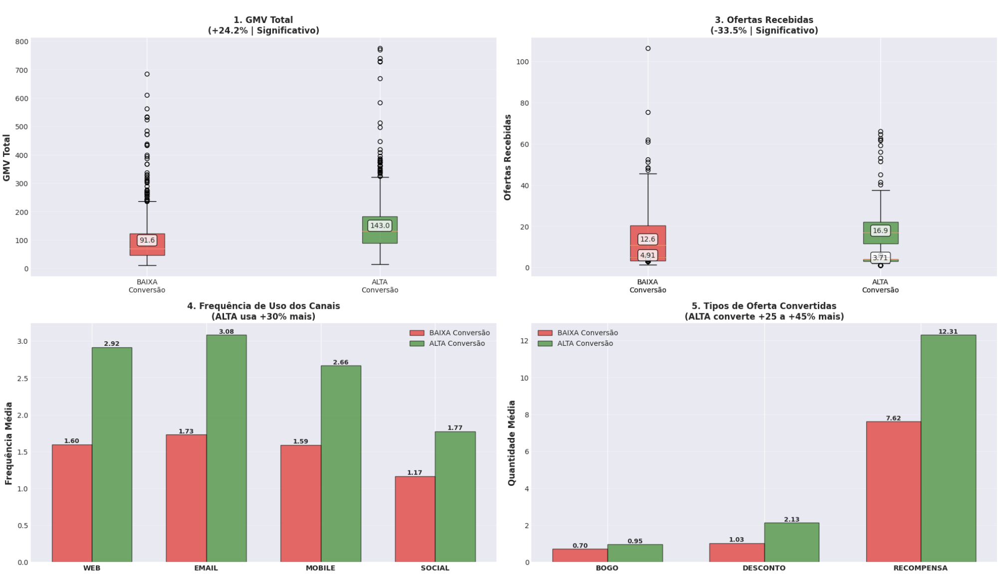 1. GMV Total
(+24.2% | Significativo)
GMV Total
800
700
600
500
400
300
200
100
0
91.6
143.0
BAIXA
Conversão
ALTA
Conversão
3. Ofertas Recebidas
(-33.5% | Significativo)
Ofertas Recebidas
100
80
60
40
20
0
12.6
4.91
16.9
3.71
BAIXA
Conversão
ALTA
Conversão
4. Frequência de Uso dos Canais
(ALTA usa +30% mais)
Frequência Média
3.0
2.5
2.0
1.5
1.0
0.5
0.0
BAIXA Conversão
ALTA Conversão
1.60
2.92
1.73
3.08
1.59
2.66
1.17
1.77
WEB
EMAIL
MOBILE
SOCIAL
5. Tipos de Oferta Convertidas
(ALTA converte +25 a +45% mais)
Quantidade Média
12
10
8
6
4
2
0
BAIXA Conversão
ALTA Conversão
0.70
0.95
1.03
2.13
7.62
12.31
BOGO
DESCONTO
RECOMPENSA